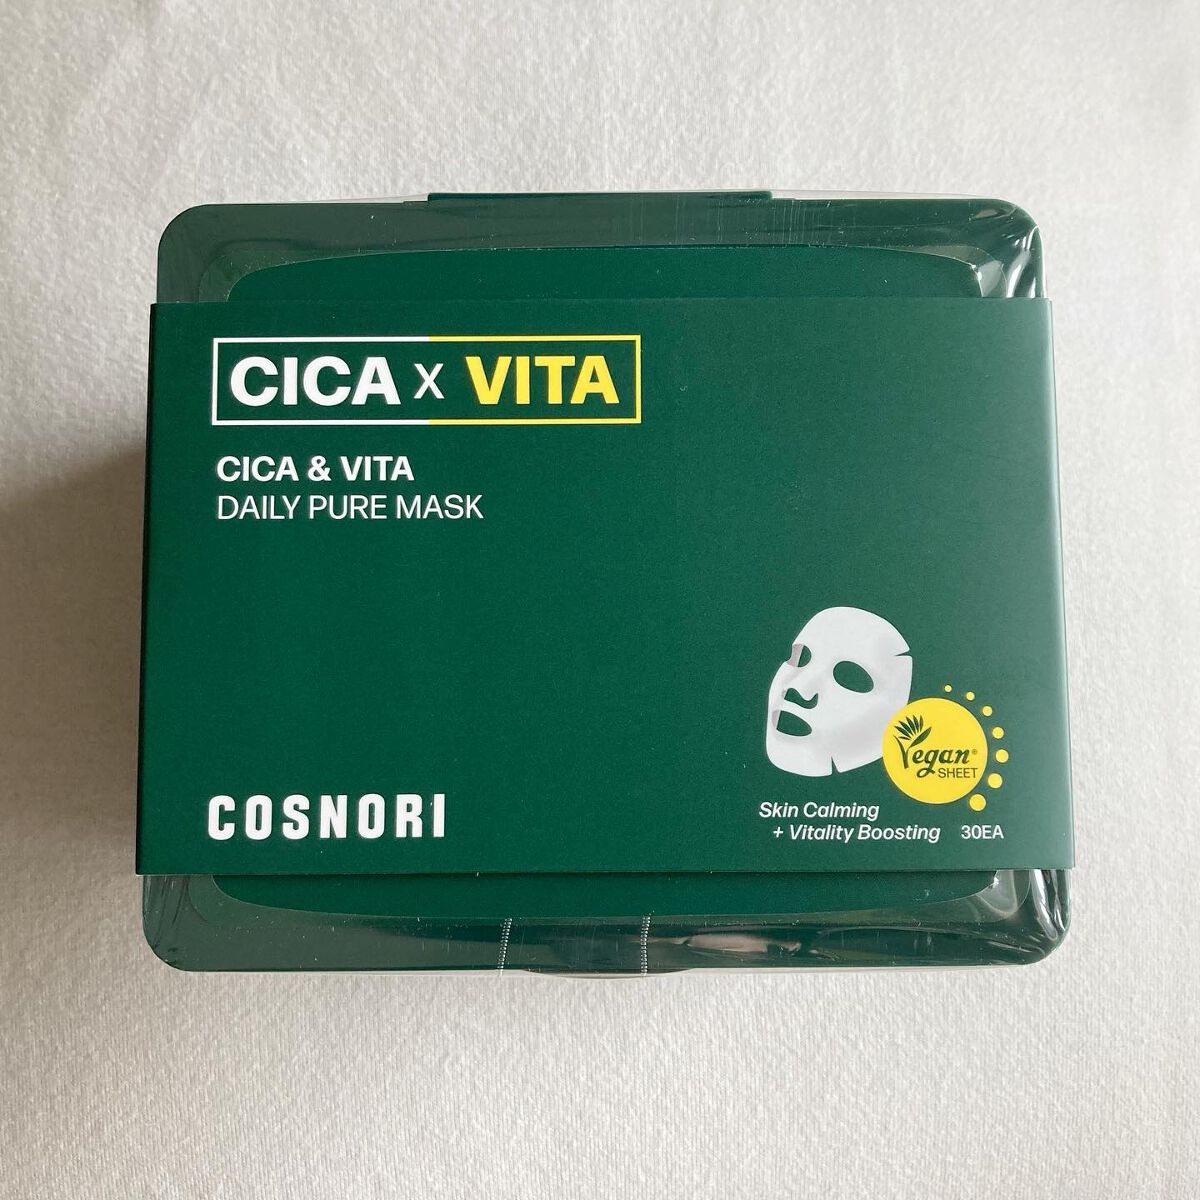 CICA x VITA
CICA & VITA
DAILY PURE MASK
Vegan®
SHEET
Skin Calming
+ Vitality Boosting 30EA
COSNORI